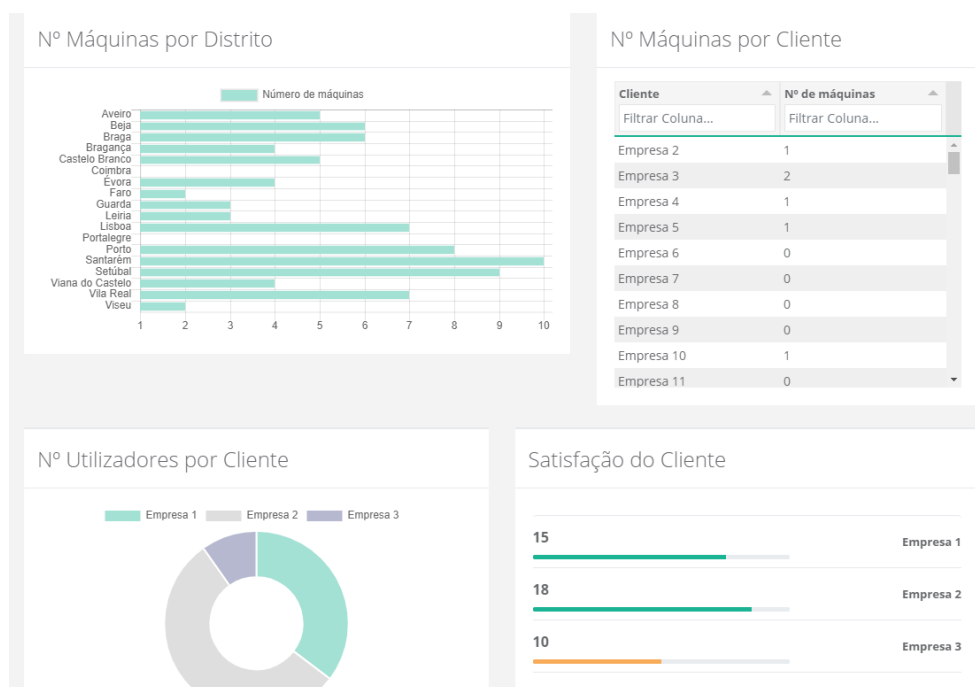 Nº Máquinas por Distrito
Número de máquinas
Aveiro
Beja
Braga
Bragança
Castelo Branco
Coimbra
Évora
Faro
Guarda
Leiria
Lisboa
Portalegre
Porto
Santarém
Setúbal
Viana do Castelo
Vila Real
Viseu
1 2 3 4 5 6 7 8 9 10
Nº Máquinas por Cliente
Cliente Nº de máquinas
Filtrar Coluna... Filtrar Coluna...
Empresa 2 1
Empresa 3 2
Empresa 4 1
Empresa 5 1
Empresa 6 0
Empresa 7 0
Empresa 8 0
Empresa 9 0
Empresa 10 1
Empresa 11 0
Nº Utilizadores por Cliente
Empresa 1 Empresa 2 Empresa 3
Satisfação do Cliente
15 Empresa 1
18 Empresa 2
10 Empresa 3